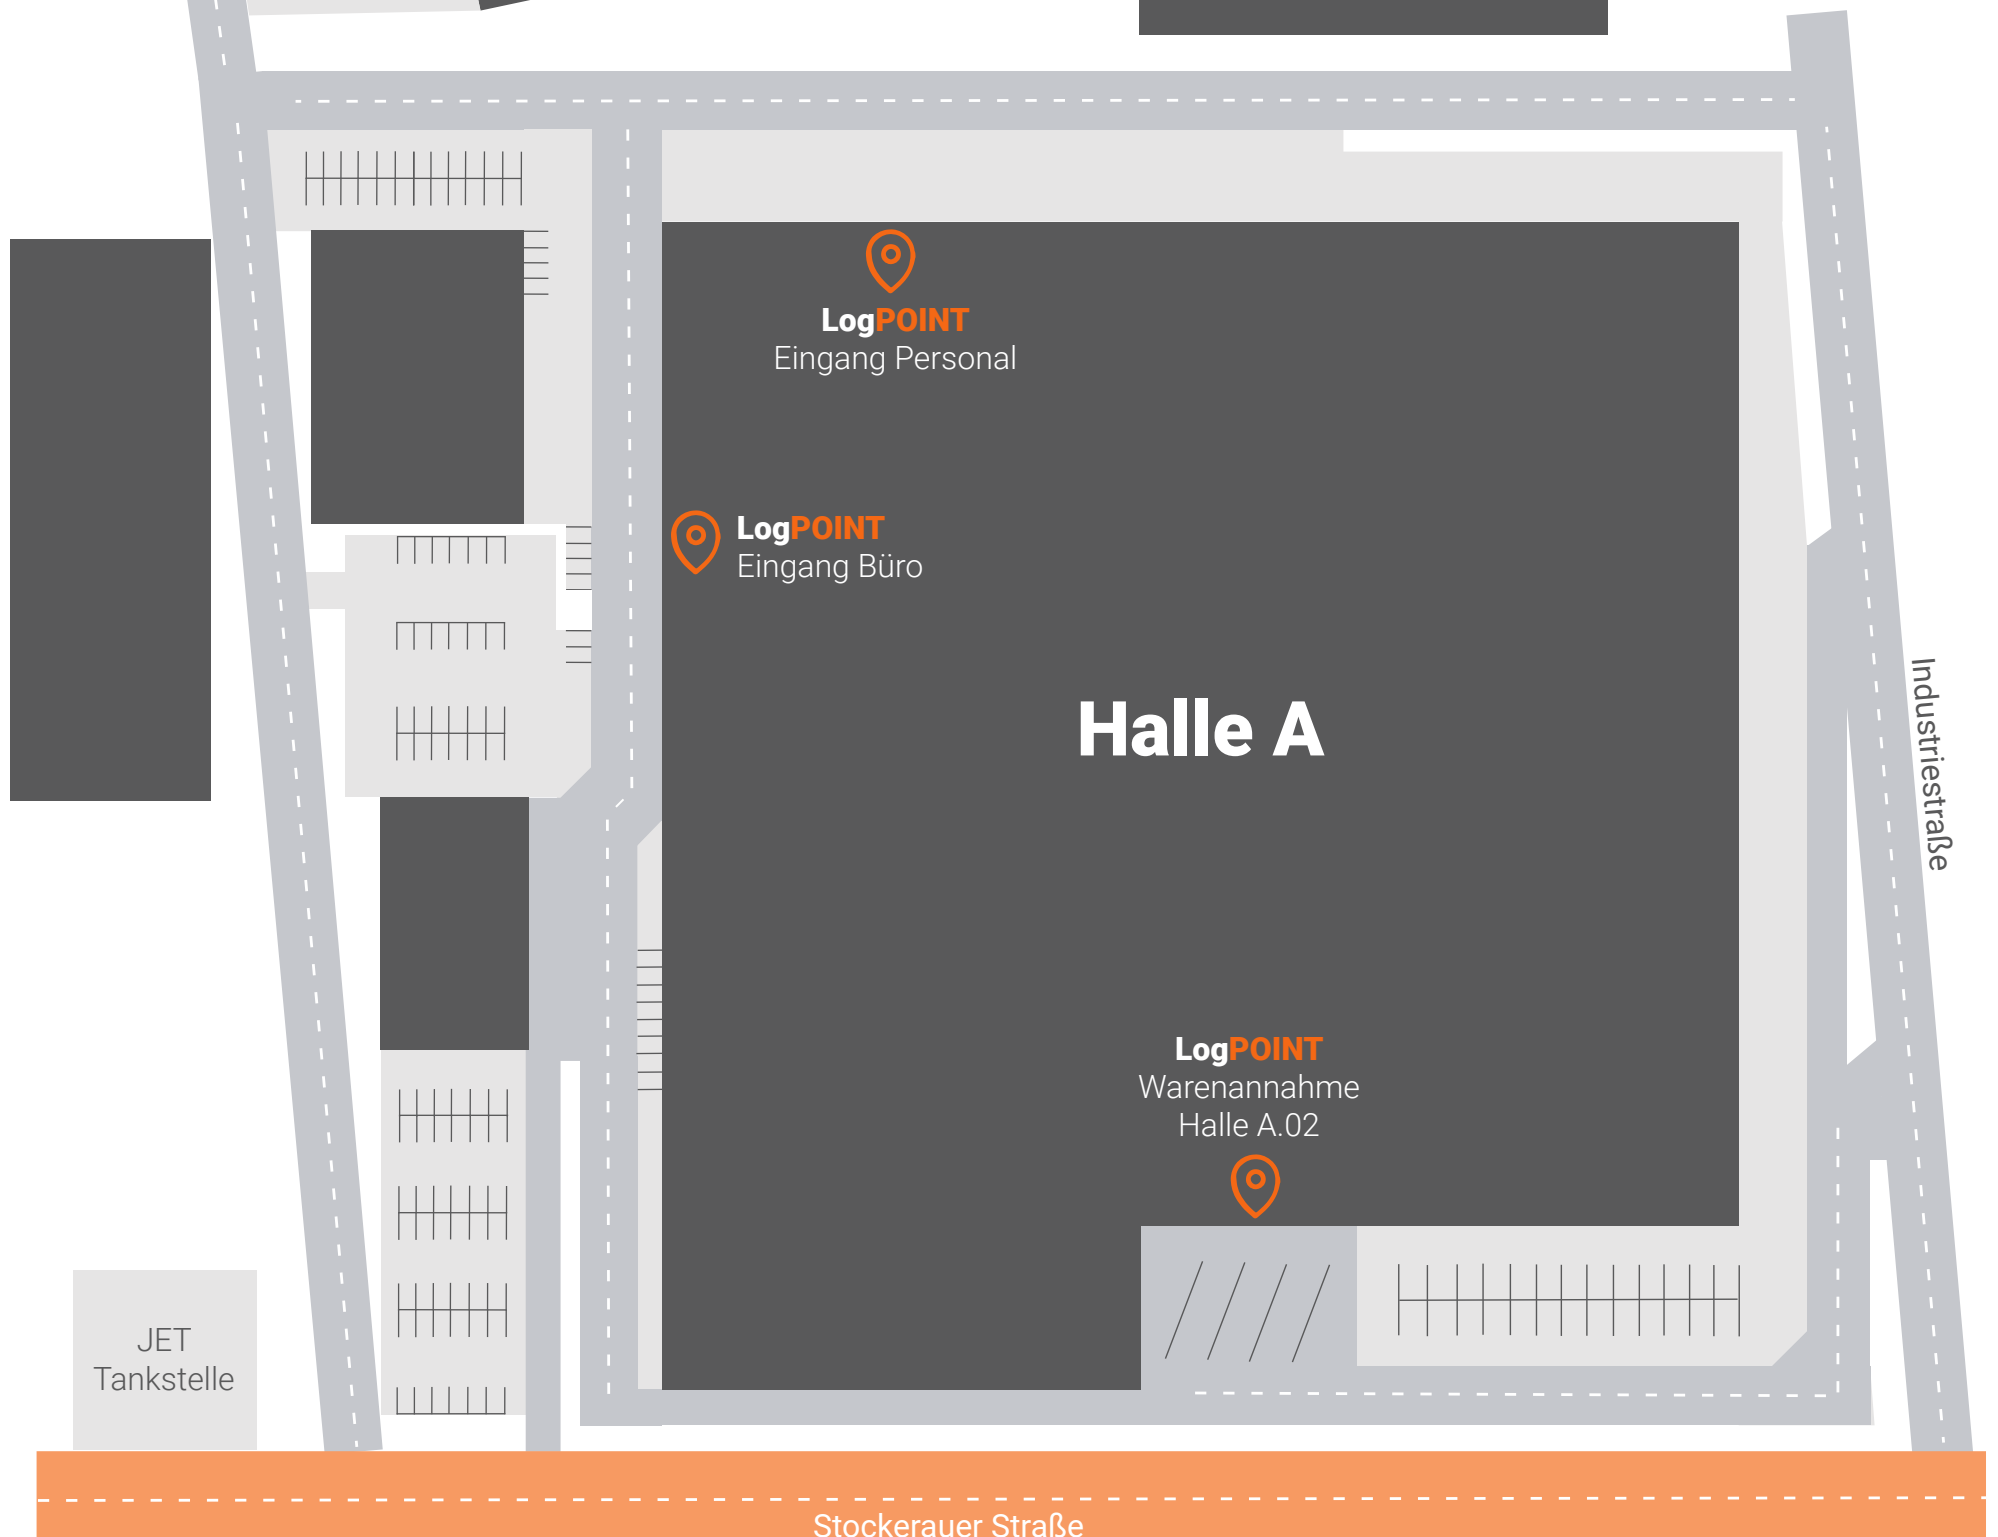 LogPOINT
Eingang Personal
LogPOINT
Eingang Büro
Halle A
Industriestraße
LogPOINT
Warenannahme
Halle A.02
JET
Tankstelle
Stockerauer Straße